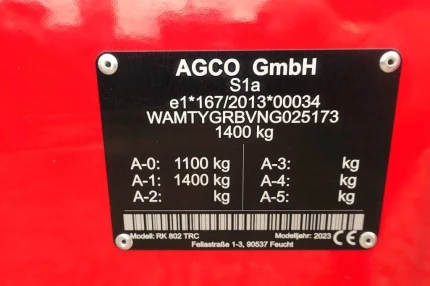 AGCO GmbH
S1a
e1*167/2013*00034
WAMTYGRBVNG025173
1400 kg
A-0: 1100 kg A-3: kg
A-1: 1400 kg A-4: kg
A-2: kg A-5: kg
Modell: RK 802 TRC Modelljahr: 2023 CE
Fellastraße 1-3, 90537 Feucht